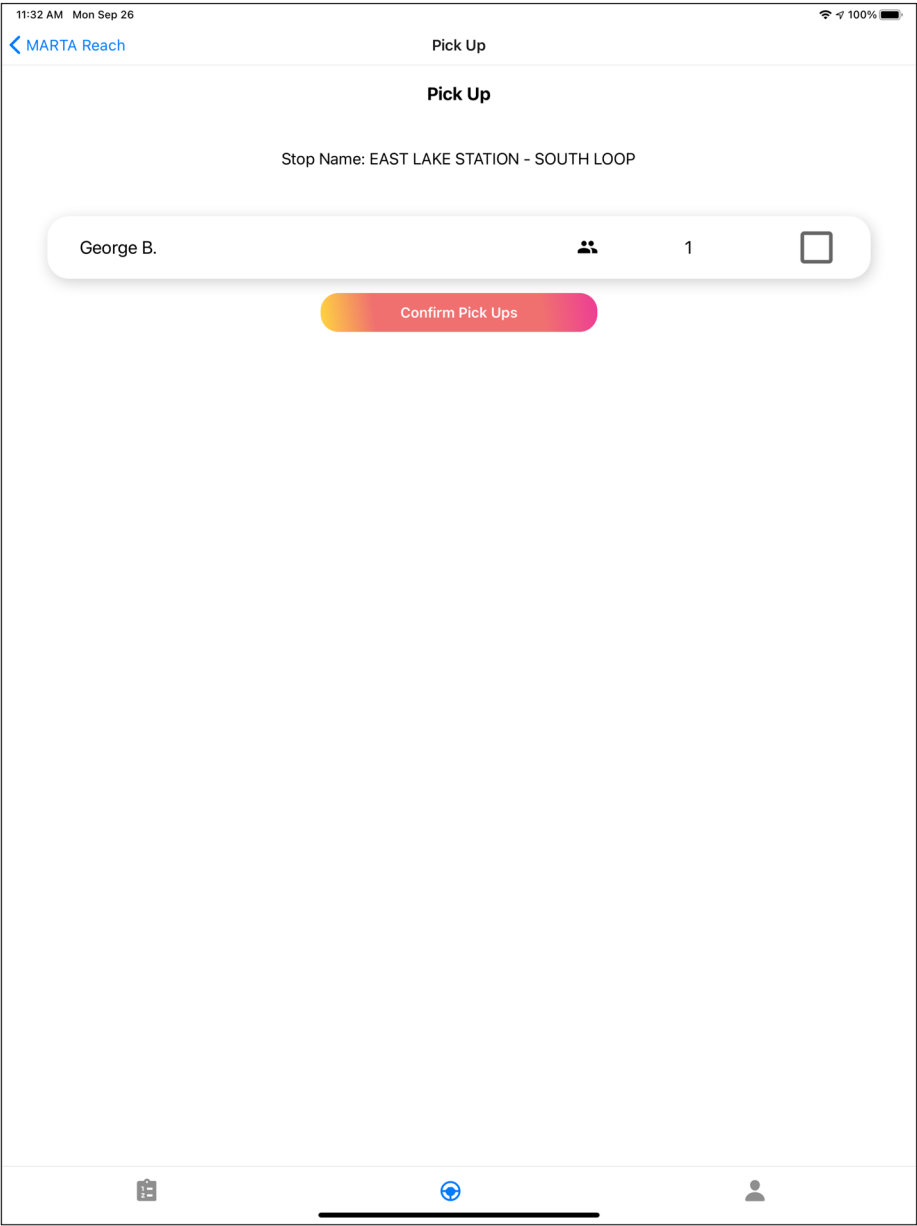 11:32 AM Mon Sep 26 100%
MARTA Reach Pick Up
Pick Up
Stop Name: EAST LAKE STATION - SOUTH LOOP
George B. 1
Confirm Pick Ups